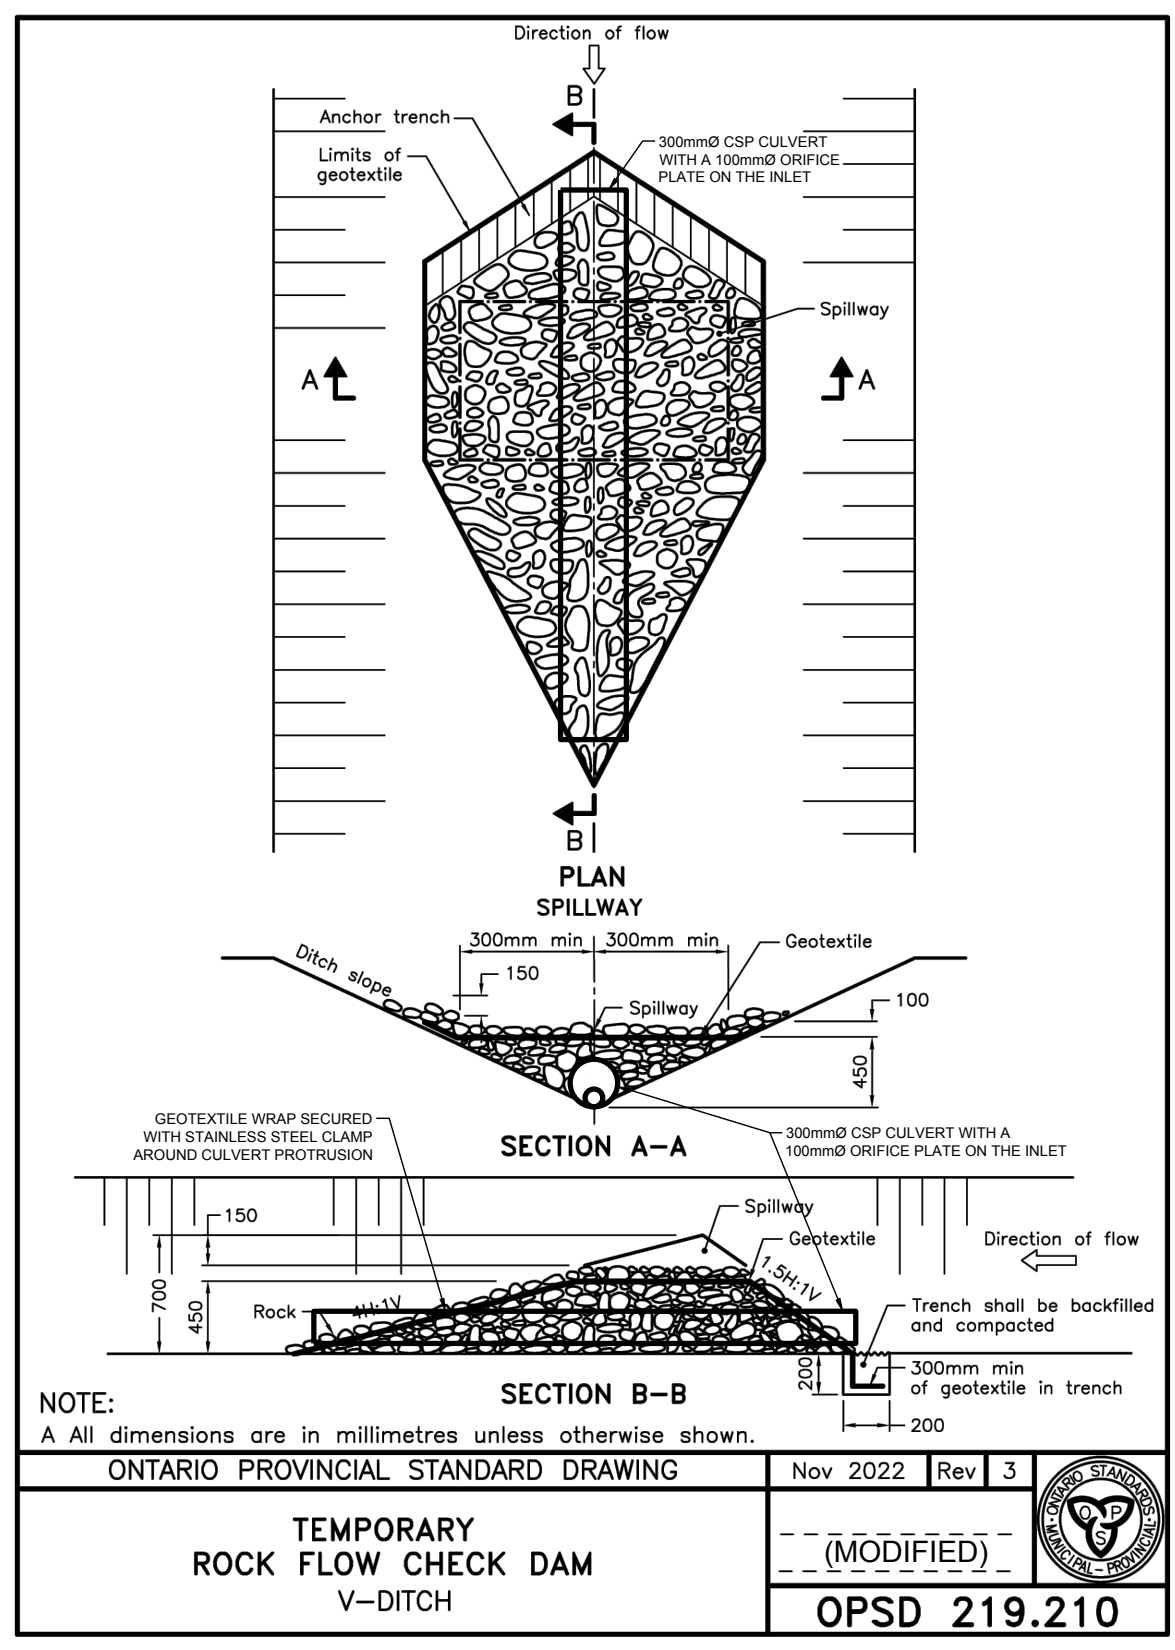 Direction of flow
B
Anchor trench
Limits of
geotextile
300mmØ CSP CULVERT
WITH A 100mmØ ORIFICE
PLATE ON THE INLET
Spillway
A
A
B
PLAN
SPILLWAY
300mm min
300mm min
Geotextile
Ditch slope
150
Spillway
100
450
GEOTEXTILE WRAP SECURED
WITH STAINLESS STEEL CLAMP
AROUND CULVERT PROTRUSION
SECTION A-A
300mmØ CSP CULVERT WITH A
100mmØ ORIFICE PLATE ON THE INLET
150
Spillway
Geotextile
Direction of flow
700
450
Rock
4H:1V
1.5H:1V
Trench shall be backfilled
and compacted
200
300mm min
of geotextile in trench
200
SECTION B-B
NOTE:
A All dimensions are in millimetres unless otherwise shown.
ONTARIO PROVINCIAL STANDARD DRAWING
Nov 2022
Rev
3
TEMPORARY
ROCK FLOW CHECK DAM
V-DITCH
(MODIFIED)
OPSD 219.210
ONTARIO STANDARDS
MUNICIPAL-PROVINCIAL
O P
S